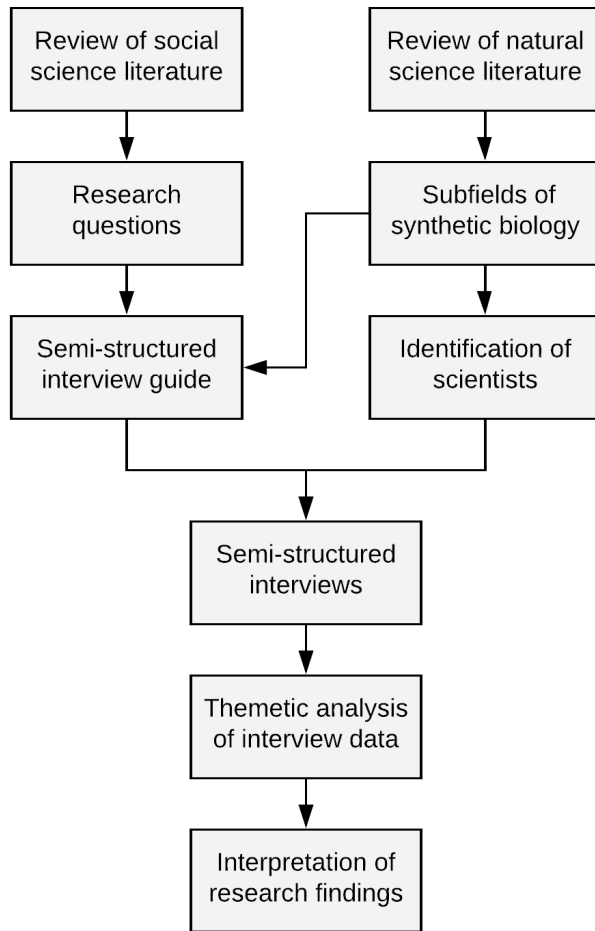 Review of social
science literature
Review of natural
science literature
Research
questions
Subfields of
synthetic biology
Semi-structured
interview guide
Identification of
scientists
Semi-structured
interviews
Themetic analysis
of interview data
Interpretation of
research findings